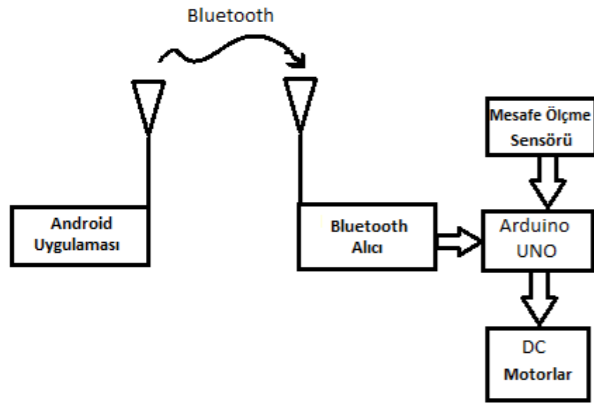 Bluetooth
Mesafe Ölçme
Sensörü
Android
Uygulaması
Bluetooth
Alıcı
Arduino
UNO
DC
Motorlar